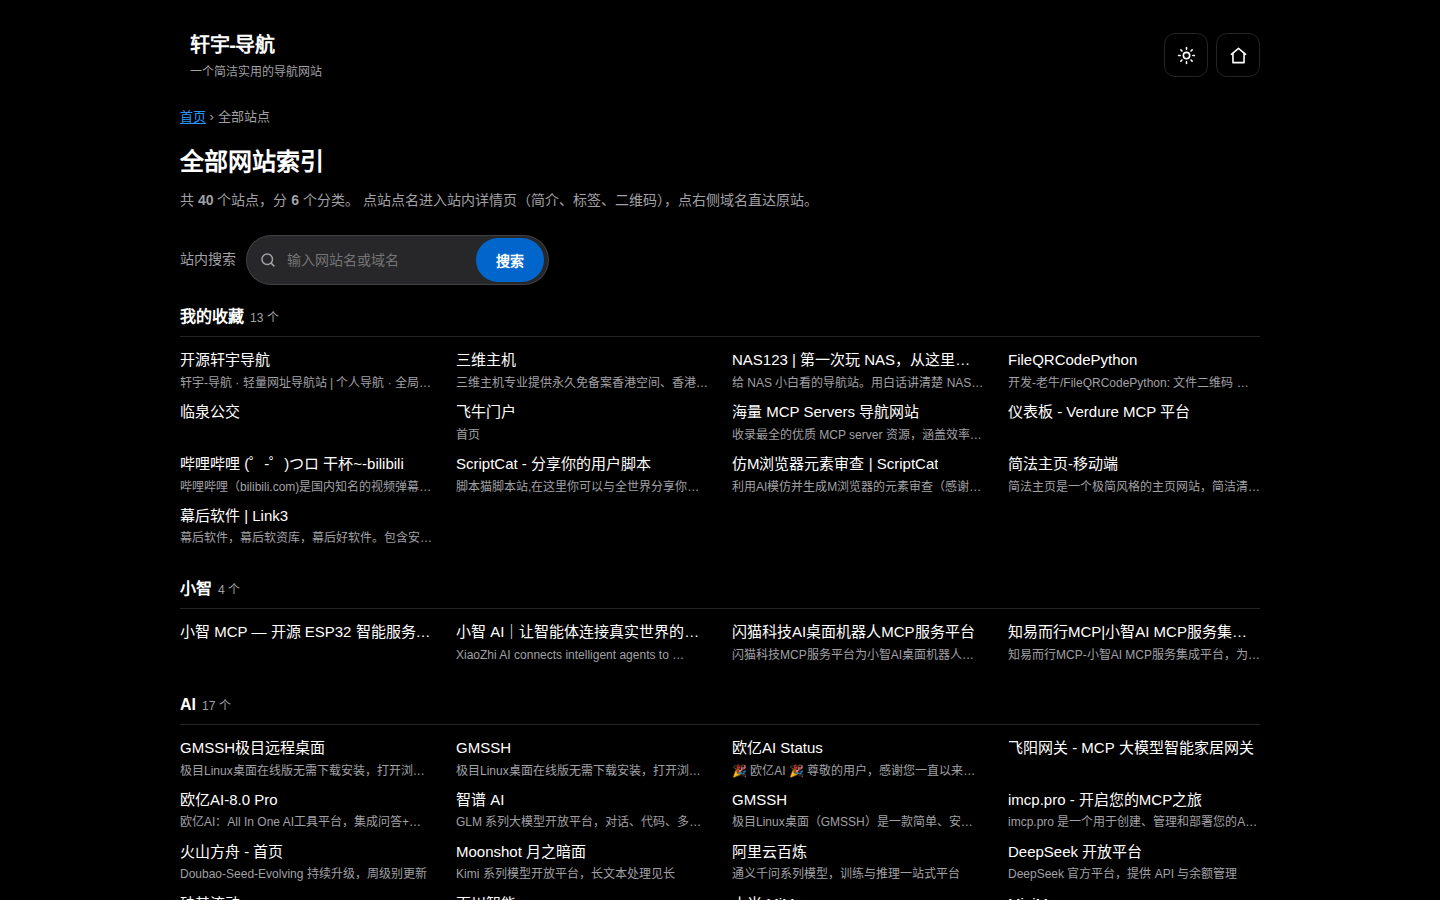 轩宇-导航
一个简洁实用的导航网站
首页 › 全部站点
全部网站索引
共 40 个站点，分 6 个分类。 点站点名进入站内详情页（简介、标签、二维码），点右侧域名直达原站。
站内搜索 输入网站名或域名 搜索
我的收藏 13 个
开源轩宇导航 三维主机 NAS123 | 第一次玩 NAS，从这里… FileQRCodePython
轩宇-导航 · 轻量网址导航站 | 个人导航 · 全局… 三维主机专业提供永久免备案香港空间、香港… 给 NAS 小白看的导航站。用白话讲清楚 NAS… 开发-老牛/FileQRCodePython: 文件二维码 …
临泉公交 飞牛门户 海量 MCP Servers 导航网站 仪表板 - Verdure MCP 平台
首页 收录最全的优质 MCP server 资源，涵盖效率…
哔哩哔哩 (゜-゜)つロ 干杯~-bilibili ScriptCat - 分享你的用户脚本 仿M浏览器元素审查 | ScriptCat 简法主页-移动端
哔哩哔哩（bilibili.com)是国内知名的视频弹幕… 脚本猫脚本站,在这里你可以与全世界分享你… 利用AI模仿并生成M浏览器的元素审查（感谢… 简法主页是一个极简风格的主页网站，简洁清…
幕后软件 | Link3
幕后软件，幕后软资库，幕后好软件。包含安…
小智 4 个
小智 MCP — 开源 ESP32 智能服务… 小智 AI｜让智能体连接真实世界的… 闪猫科技AI桌面机器人MCP服务平台 知易而行MCP|小智AI MCP服务集…
XiaoZhi AI connects intelligent agents to … 闪猫科技MCP服务平台为小智AI桌面机器人… 知易而行MCP-小智AI MCP服务集成平台，为…
AI 17 个
GMSSH极目远程桌面 GMSSH 欧亿AI Status 飞阳网关 - MCP 大模型智能家居网关
极目Linux桌面在线版无需下载安装，打开浏… 极目Linux桌面在线版无需下载安装，打开浏… 🎉 欧亿AI 🎉 尊敬的用户，感谢您一直以来…
欧亿AI-8.0 Pro 智谱 AI GMSSH imcp.pro - 开启您的MCP之旅
欧亿AI：All In One AI工具平台，集成问答+… GLM 系列大模型开放平台，对话、代码、多… 极目Linux桌面（GMSSH）是一款简单、安… imcp.pro 是一个用于创建、管理和部署您的A…
火山方舟 - 首页 Moonshot 月之暗面 阿里云百炼 DeepSeek 开放平台
Doubao-Seed-Evolving 持续升级，周级别更新 Kimi 系列模型开放平台，长文本处理见长 通义千问系列模型，训练与推理一站式平台 DeepSeek 官方平台，提供 API 与余额管理